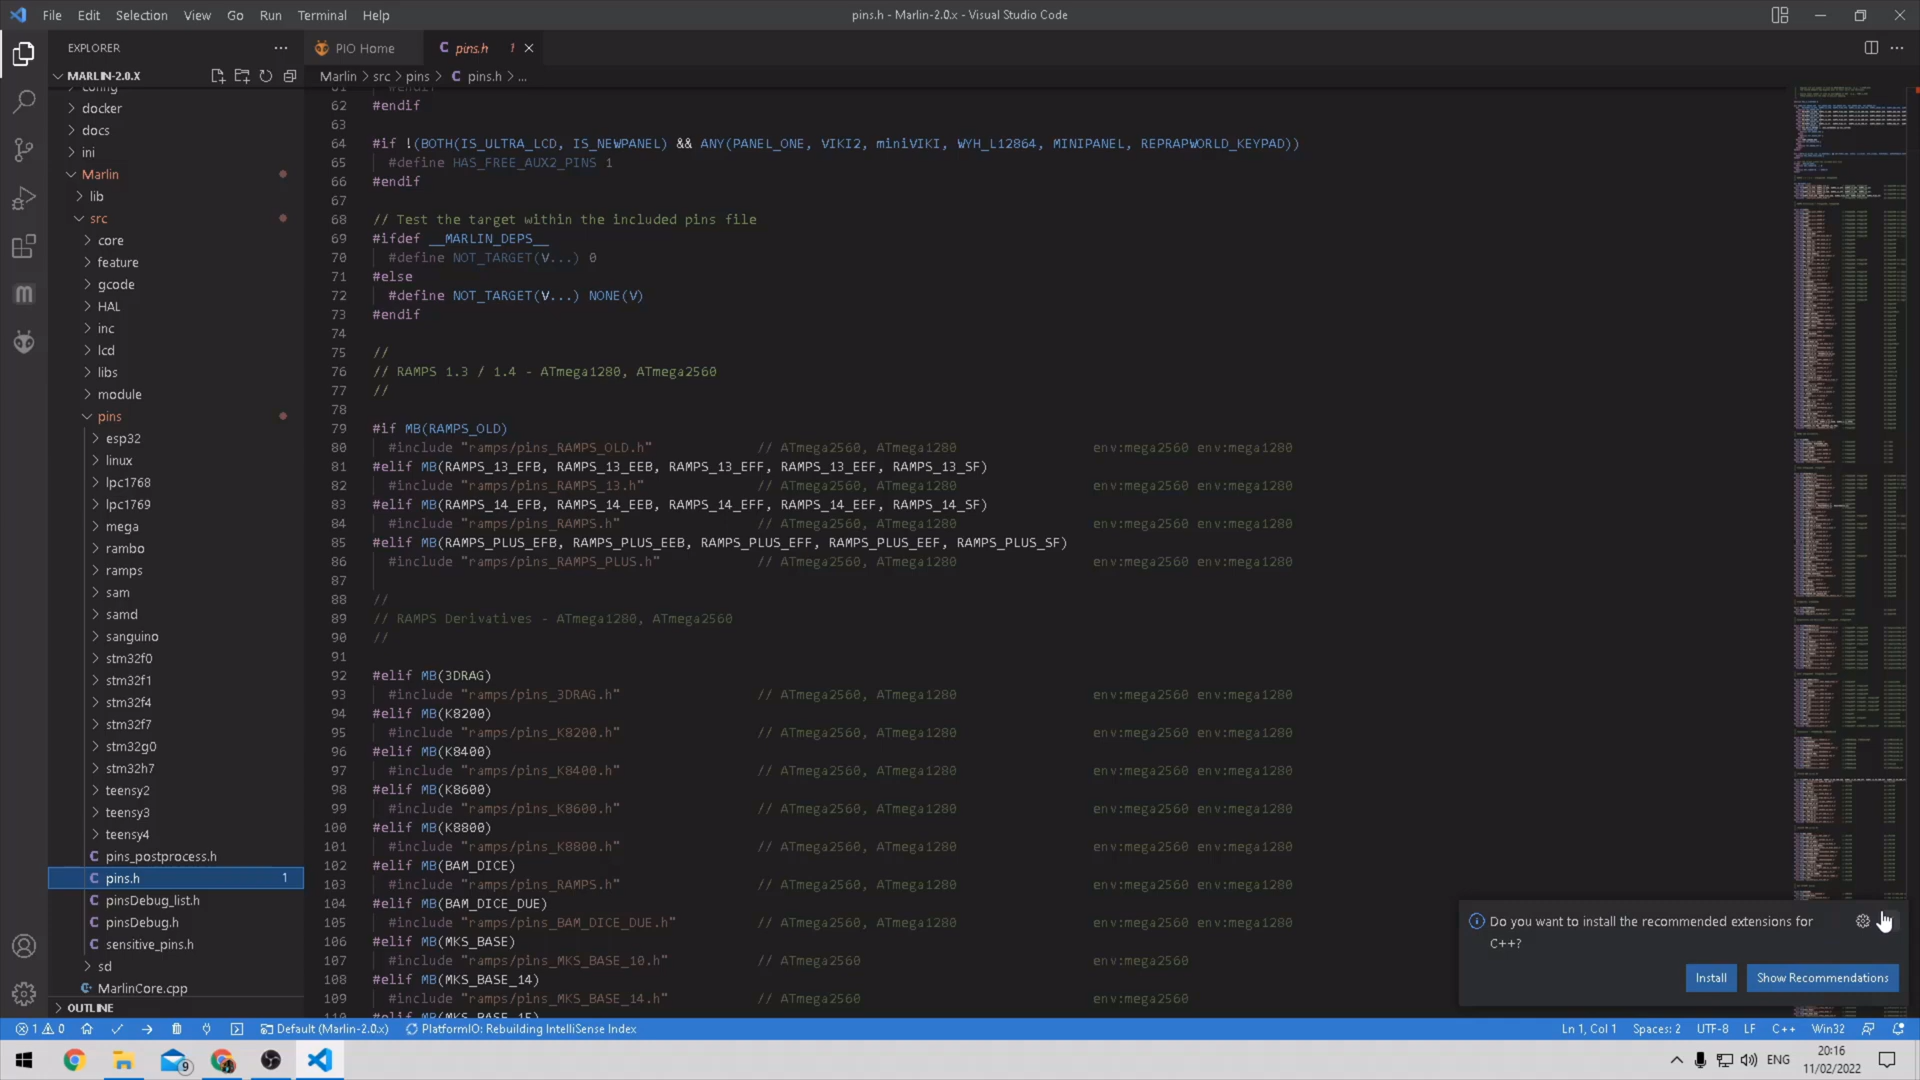 File Edit Selection View Go Run Terminal Help
pins.h - Marlin-2.0.x - Visual Studio Code
EXPLORER
MARLIN-2.0.X
config
docker
docs
ini
Marlin
lib
src
core
feature
gcode
HAL
inc
lcd
libs
module
pins
esp32
linux
lpc1768
lpc1769
mega
rambo
ramps
sam
samd
sanguino
stm32f0
stm32f1
stm32f4
stm32f7
stm32g0
stm32h7
teensy2
teensy3
teensy4
C pins_postprocess.h
C pins.h 1
C pinsDebug_list.h
C pinsDebug.h
C sensitive_pins.h
sd
MarlinCore.cpp
OUTLINE
PIO Home
C pins.h 1
Marlin > src > pins > C pins.h > ...
61 #endif
62 #endif
63
64 #if !(BOTH(IS_ULTRA_LCD, IS_NEWPANEL) && ANY(PANEL_ONE, VIKI2, miniVIKI, WYH_L12864, MINIPANEL, REPRAPWORLD_KEYPAD))
65 #define HAS_FREE_AUX2_PINS 1
66 #endif
67
68 // Test the target within the included pins file
69 #ifdef __MARLIN_DEPS__
70 #define NOT_TARGET(V...) 0
71 #else
72 #define NOT_TARGET(V...) NONE(V)
73 #endif
74
75 //
76 // RAMPS 1.3 / 1.4 - ATmega1280, ATmega2560
77 //
78
79 #if MB(RAMPS_OLD)
80 #include "ramps/pins_RAMPS_OLD.h" // ATmega2560, ATmega1280 env:mega2560 env:mega1280
81 #elif MB(RAMPS_13_EFB, RAMPS_13_EEB, RAMPS_13_EFF, RAMPS_13_EEF, RAMPS_13_SF)
82 #include "ramps/pins_RAMPS_13.h" // ATmega2560, ATmega1280 env:mega2560 env:mega1280
83 #elif MB(RAMPS_14_EFB, RAMPS_14_EEB, RAMPS_14_EFF, RAMPS_14_EEF, RAMPS_14_SF)
84 #include "ramps/pins_RAMPS.h" // ATmega2560, ATmega1280 env:mega2560 env:mega1280
85 #elif MB(RAMPS_PLUS_EFB, RAMPS_PLUS_EEB, RAMPS_PLUS_EFF, RAMPS_PLUS_EEF, RAMPS_PLUS_SF)
86 #include "ramps/pins_RAMPS_PLUS.h" // ATmega2560, ATmega1280 env:mega2560 env:mega1280
87
88 //
89 // RAMPS Derivatives - ATmega1280, ATmega2560
90 //
91
92 #elif MB(3DRAG)
93 #include "ramps/pins_3DRAG.h" // ATmega2560, ATmega1280 env:mega2560 env:mega1280
94 #elif MB(K8200)
95 #include "ramps/pins_K8200.h" // ATmega2560, ATmega1280 env:mega2560 env:mega1280
96 #elif MB(K8400)
97 #include "ramps/pins_K8400.h" // ATmega2560, ATmega1280 env:mega2560 env:mega1280
98 #elif MB(K8600)
99 #include "ramps/pins_K8600.h" // ATmega2560, ATmega1280 env:mega2560 env:mega1280
100 #elif MB(K8800)
101 #include "ramps/pins_K8800.h" // ATmega2560, ATmega1280 env:mega2560 env:mega1280
102 #elif MB(BAM_DICE)
103 #include "ramps/pins_RAMPS.h" // ATmega2560, ATmega1280 env:mega2560 env:mega1280
104 #elif MB(BAM_DICE_DUE)
105 #include "ramps/pins_BAM_DICE_DUE.h" // ATmega2560, ATmega1280 env:mega2560 env:mega1280
106 #elif MB(MKS_BASE)
107 #include "ramps/pins_MKS_BASE_10.h" // ATmega2560 env:mega2560
108 #elif MB(MKS_BASE_14)
109 #include "ramps/pins_MKS_BASE_14.h" // ATmega2560 env:mega2560
110 #elif MB(MKS_BASE_15)
Do you want to install the recommended extensions for
C++?
Install Show Recommendations
1 0 Default (Marlin-2.0.x) PlatformIO: Rebuilding IntelliSense Index
Ln 1, Col 1 Spaces: 2 UTF-8 LF C++ Win32
9
ENG
20:16
11/02/2022